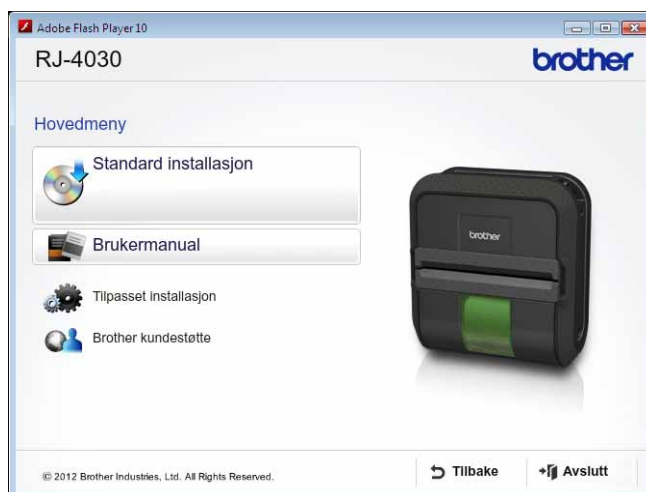 Adobe Flash Player 10
RJ-4030
brother
Hovedmeny
Standard installasjon
Brukermanual
Tilpasset installasjon
Brother kundestøtte
brother
© 2012 Brother Industries, Ltd. All Rights Reserved.
Tilbake
Avslutt